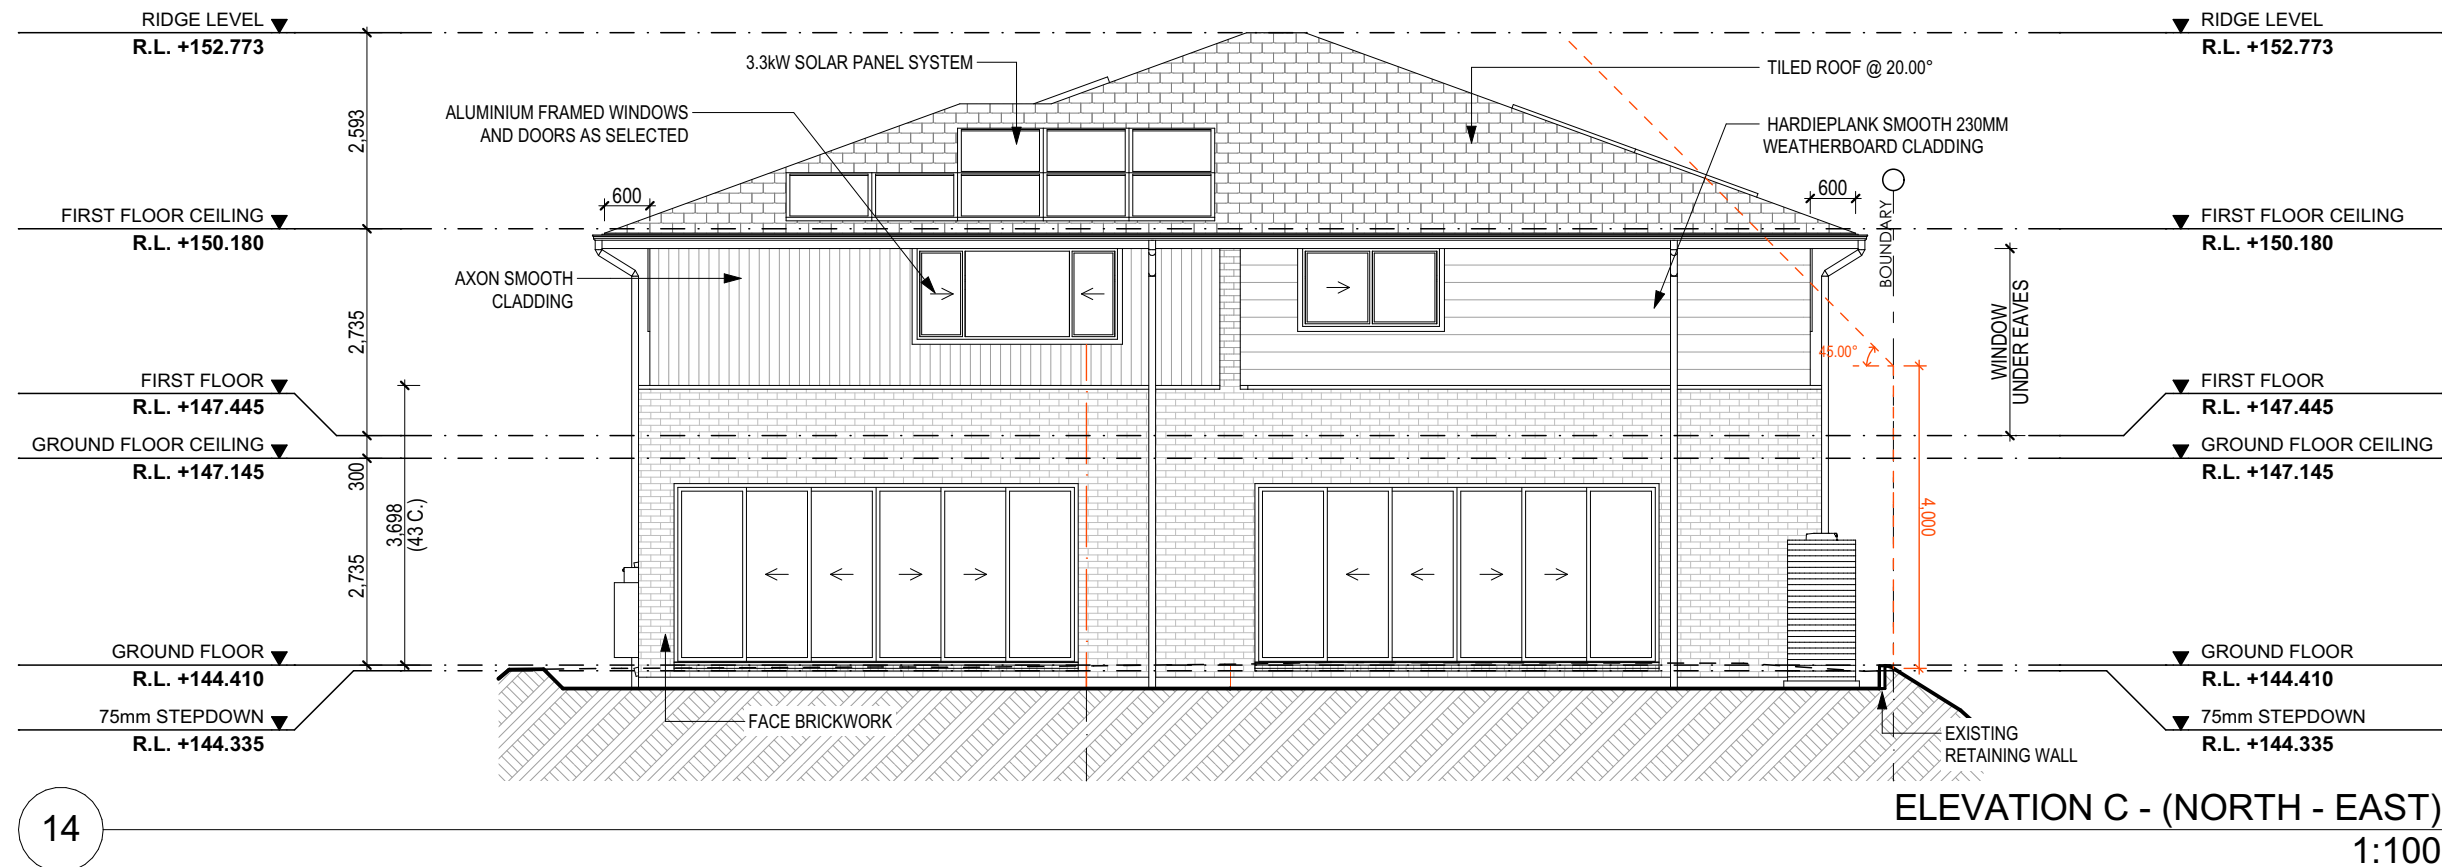 RIDGE LEVEL
R.L. +152.773
FIRST FLOOR CEILING
R.L. +150.180
FIRST FLOOR
R.L. +147.445
GROUND FLOOR CEILING
R.L. +147.145
GROUND FLOOR
R.L. +144.410
75mm STEPDOWN
R.L. +144.335
2,593
2,735
300
2,735
3,698
(43 C.)
3.3kW SOLAR PANEL SYSTEM
ALUMINIUM FRAMED WINDOWS
AND DOORS AS SELECTED
600
AXON SMOOTH
CLADDING
FACE BRICKWORK
TILED ROOF @ 20.00°
HARDIEPLANK SMOOTH 230MM
WEATHERBOARD CLADDING
600
BOUNDARY
45.00°
4,000
WINDOW
UNDER EAVES
EXISTING
RETAINING WALL
RIDGE LEVEL
R.L. +152.773
FIRST FLOOR CEILING
R.L. +150.180
FIRST FLOOR
R.L. +147.445
GROUND FLOOR CEILING
R.L. +147.145
GROUND FLOOR
R.L. +144.410
75mm STEPDOWN
R.L. +144.335
14
ELEVATION C - (NORTH - EAST)
1:100